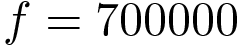 f = 700000